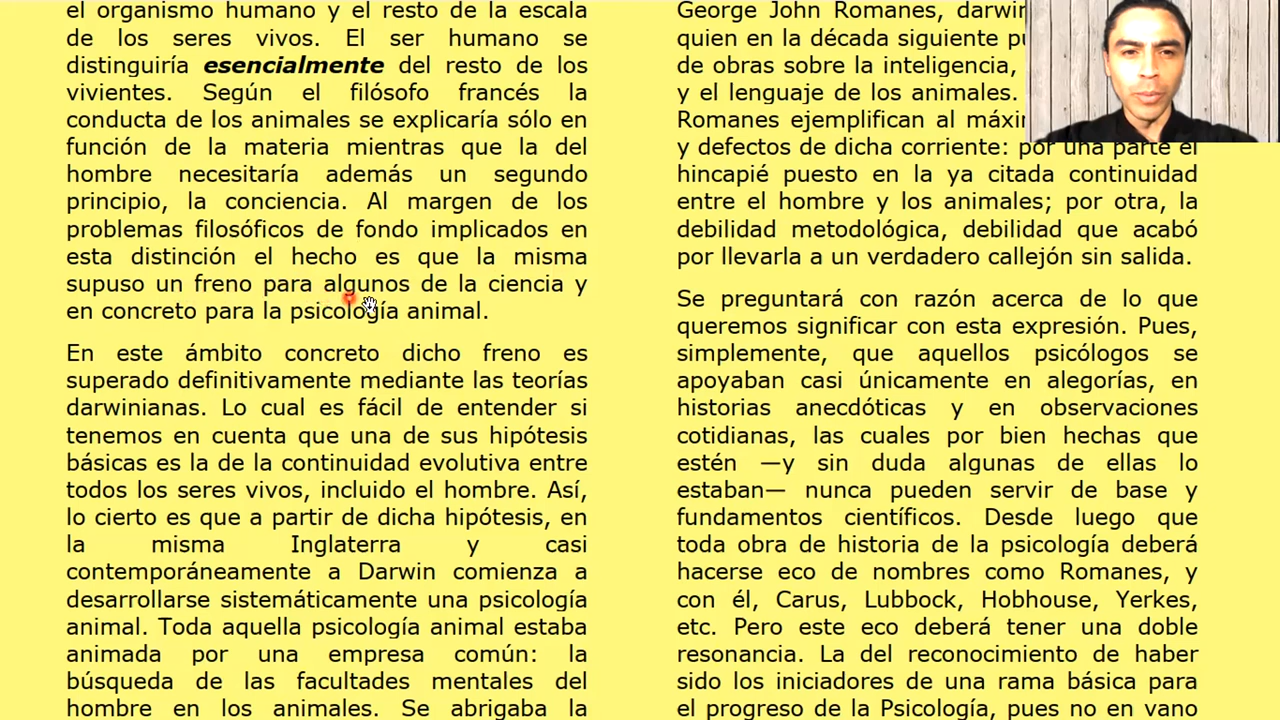 el organismo humano y el resto de la escala
de los seres vivos. El ser humano se
distinguiría esencialmente del resto de los
vivientes. Según el filósofo francés la
conducta de los animales se explicaría sólo en
función de la materia mientras que la del
hombre necesitaría además un segundo
principio, la conciencia. Al margen de los
problemas filosóficos de fondo implicados en
esta distinción el hecho es que la misma
supuso un freno para algunos de la ciencia y
en concreto para la psicología animal.
En este ámbito concreto dicho freno es
superado definitivamente mediante las teorías
darwinianas. Lo cual es fácil de entender si
tenemos en cuenta que una de sus hipótesis
básicas es la de la continuidad evolutiva entre
todos los seres vivos, incluido el hombre. Así,
lo cierto es que a partir de dicha hipótesis, en
la misma Inglaterra y casi
contemporáneamente a Darwin comienza a
desarrollarse sistemáticamente una psicología
animal. Toda aquella psicología animal estaba
animada por una empresa común: la
búsqueda de las facultades mentales del
hombre en los animales. Se abrigaba la
George John Romanes,
quien en la década siguiente
de obras sobre la inteligencia,
y el lenguaje de los animales.
Romanes ejemplifican al
y defectos de dicha corriente: por una parte el
hincapié puesto en la ya citada continuidad
entre el hombre y los animales; por otra, la
debilidad metodológica, debilidad que acabó
por llevarla a un verdadero callejón sin salida.
Se preguntará con razón acerca de lo que
queremos significar con esta expresión. Pues,
simplemente, que aquellos psicólogos se
apoyaban casi únicamente en alegorías, en
historias anecdóticas y en observaciones
cotidianas, las cuales por bien hechas que
estén —y sin duda algunas de ellas lo
estaban— nunca pueden servir de base y
fundamentos científicos. Desde luego que
toda obra de historia de la psicología deberá
hacerse eco de nombres como Romanes, y
con él, Carus, Lubbock, Hobhouse, Yerkes,
etc. Pero este eco deberá tener una doble
resonancia. La del reconocimiento de haber
sido los iniciadores de una rama básica para
el progreso de la Psicología, pues no en vano